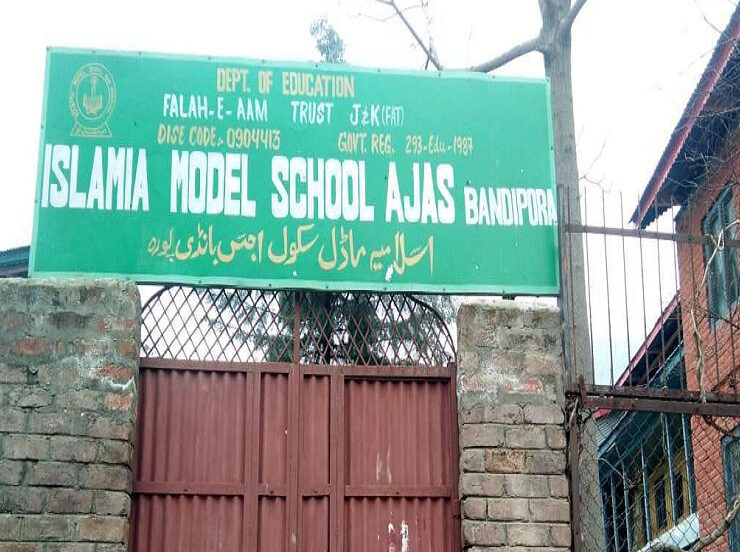 DEPT. OF EDUCATION
FALAH-E-AAM TRUST J&K (FAT)
DISE CODE:- 0904413 GOVT. REG. 293-Edu-1987
ISLAMIA MODEL SCHOOL AJAS BANDIPORA
اسلامیہ ماڈل سکول اجس بانڈی پورہ